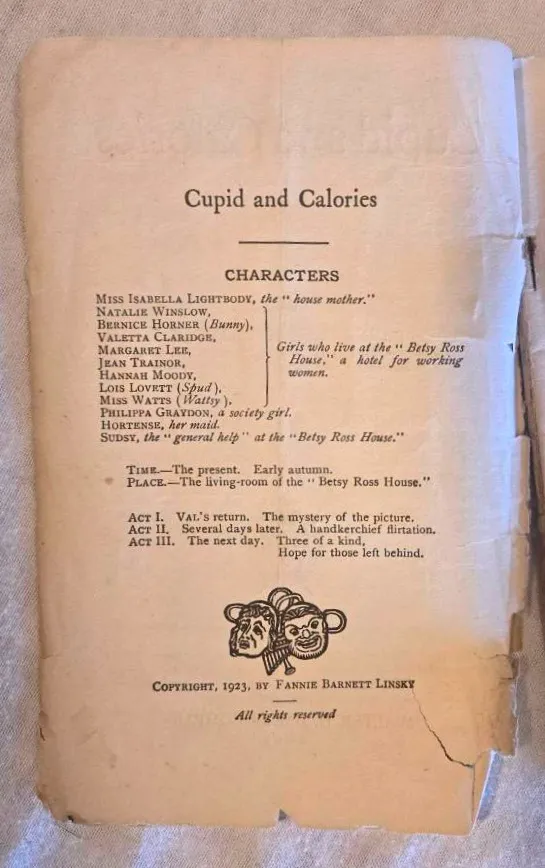 Cupid and Calories
CHARACTERS
MISS ISABELLA LIGHTBODY, the "house mother."
NATALIE WINSLOW,
BERNICE HORNER (Bunny),
VALETTA CLARIDGE,
MARGARET LEE,
JEAN TRAINOR,
HANNAH MOODY,
LOIS LOVETT (Spud),
MISS WATTS (Wattsy),
Girls who live at the "Betsy Ross
House," a hotel for working
women.
PHILIPPA GRAYDON, a society girl.
HORTENSE, her maid.
SUDSY, the "general help" at the "Betsy Ross House."
TIME.—The present. Early autumn.
PLACE.—The living-room of the "Betsy Ross House."
ACT I. VAL'S return. The mystery of the picture.
ACT II. Several days later. A handkerchief flirtation.
ACT III. The next day. Three of a kind,
Hope for those left behind.
COPYRIGHT, 1923, BY FANNIE BARNETT LINSKY
All rights reserved